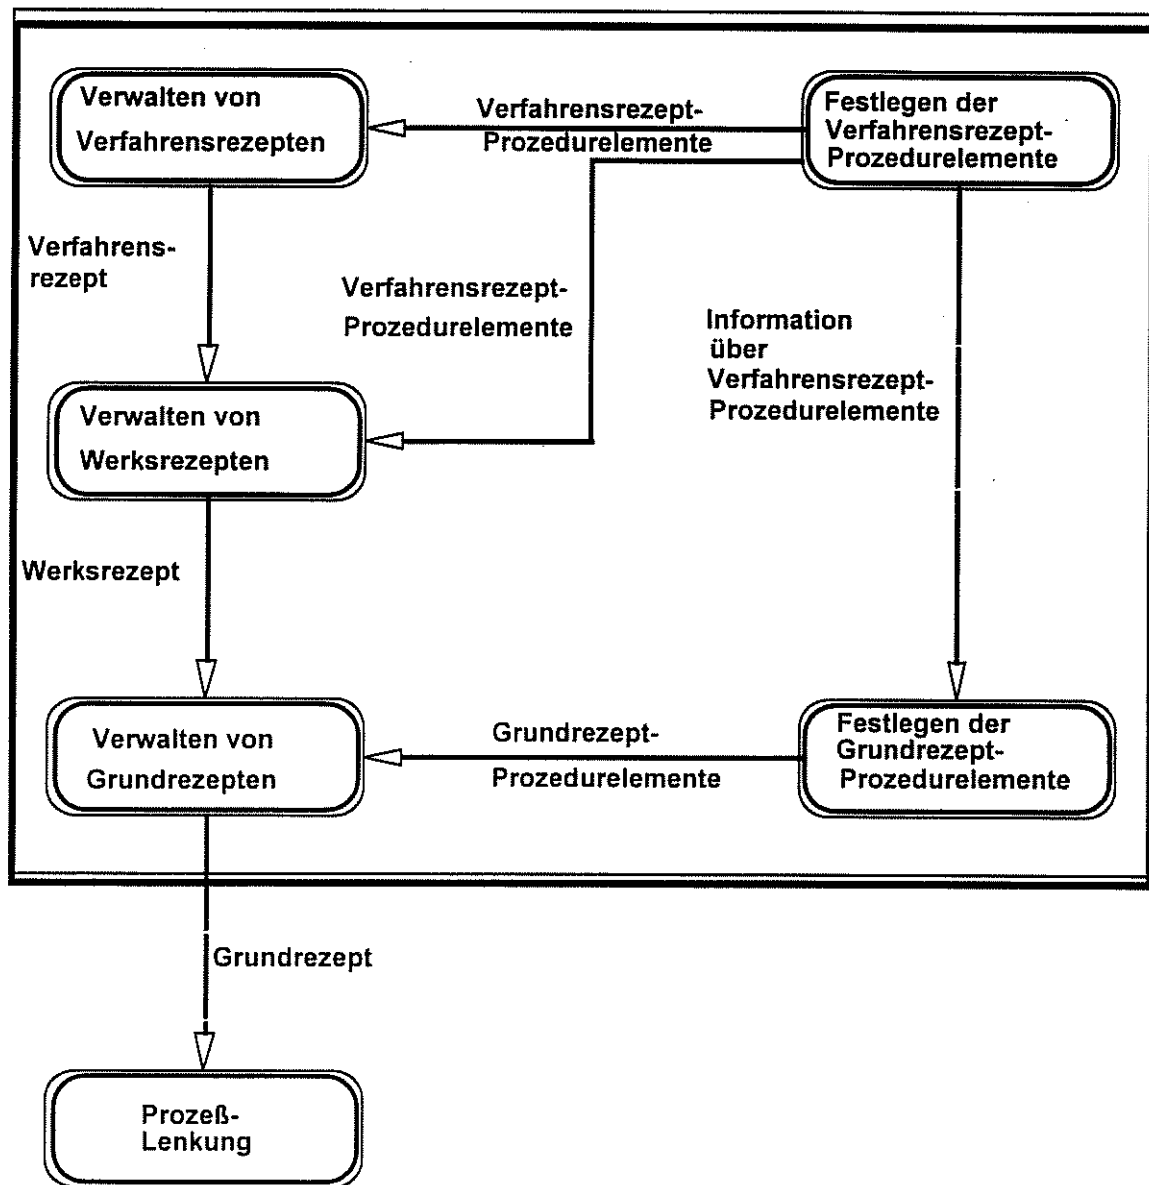 Verwalten von
Verfahrensrezepten
Verfahrensrezept-
Prozedurelemente
Festlegen der
Verfahrensrezept-
Prozedurelemente
Verfahrens-
rezept
Verfahrensrezept-
Prozedurelemente
Information
über
Verfahrensrezept-
Prozedurelemente
Verwalten von
Werksrezepten
Werksrezept
Verwalten von
Grundrezepten
Grundrezept-
Prozedurelemente
Festlegen der
Grundrezept-
Prozedurelemente
Grundrezept
Prozeß-
Lenkung